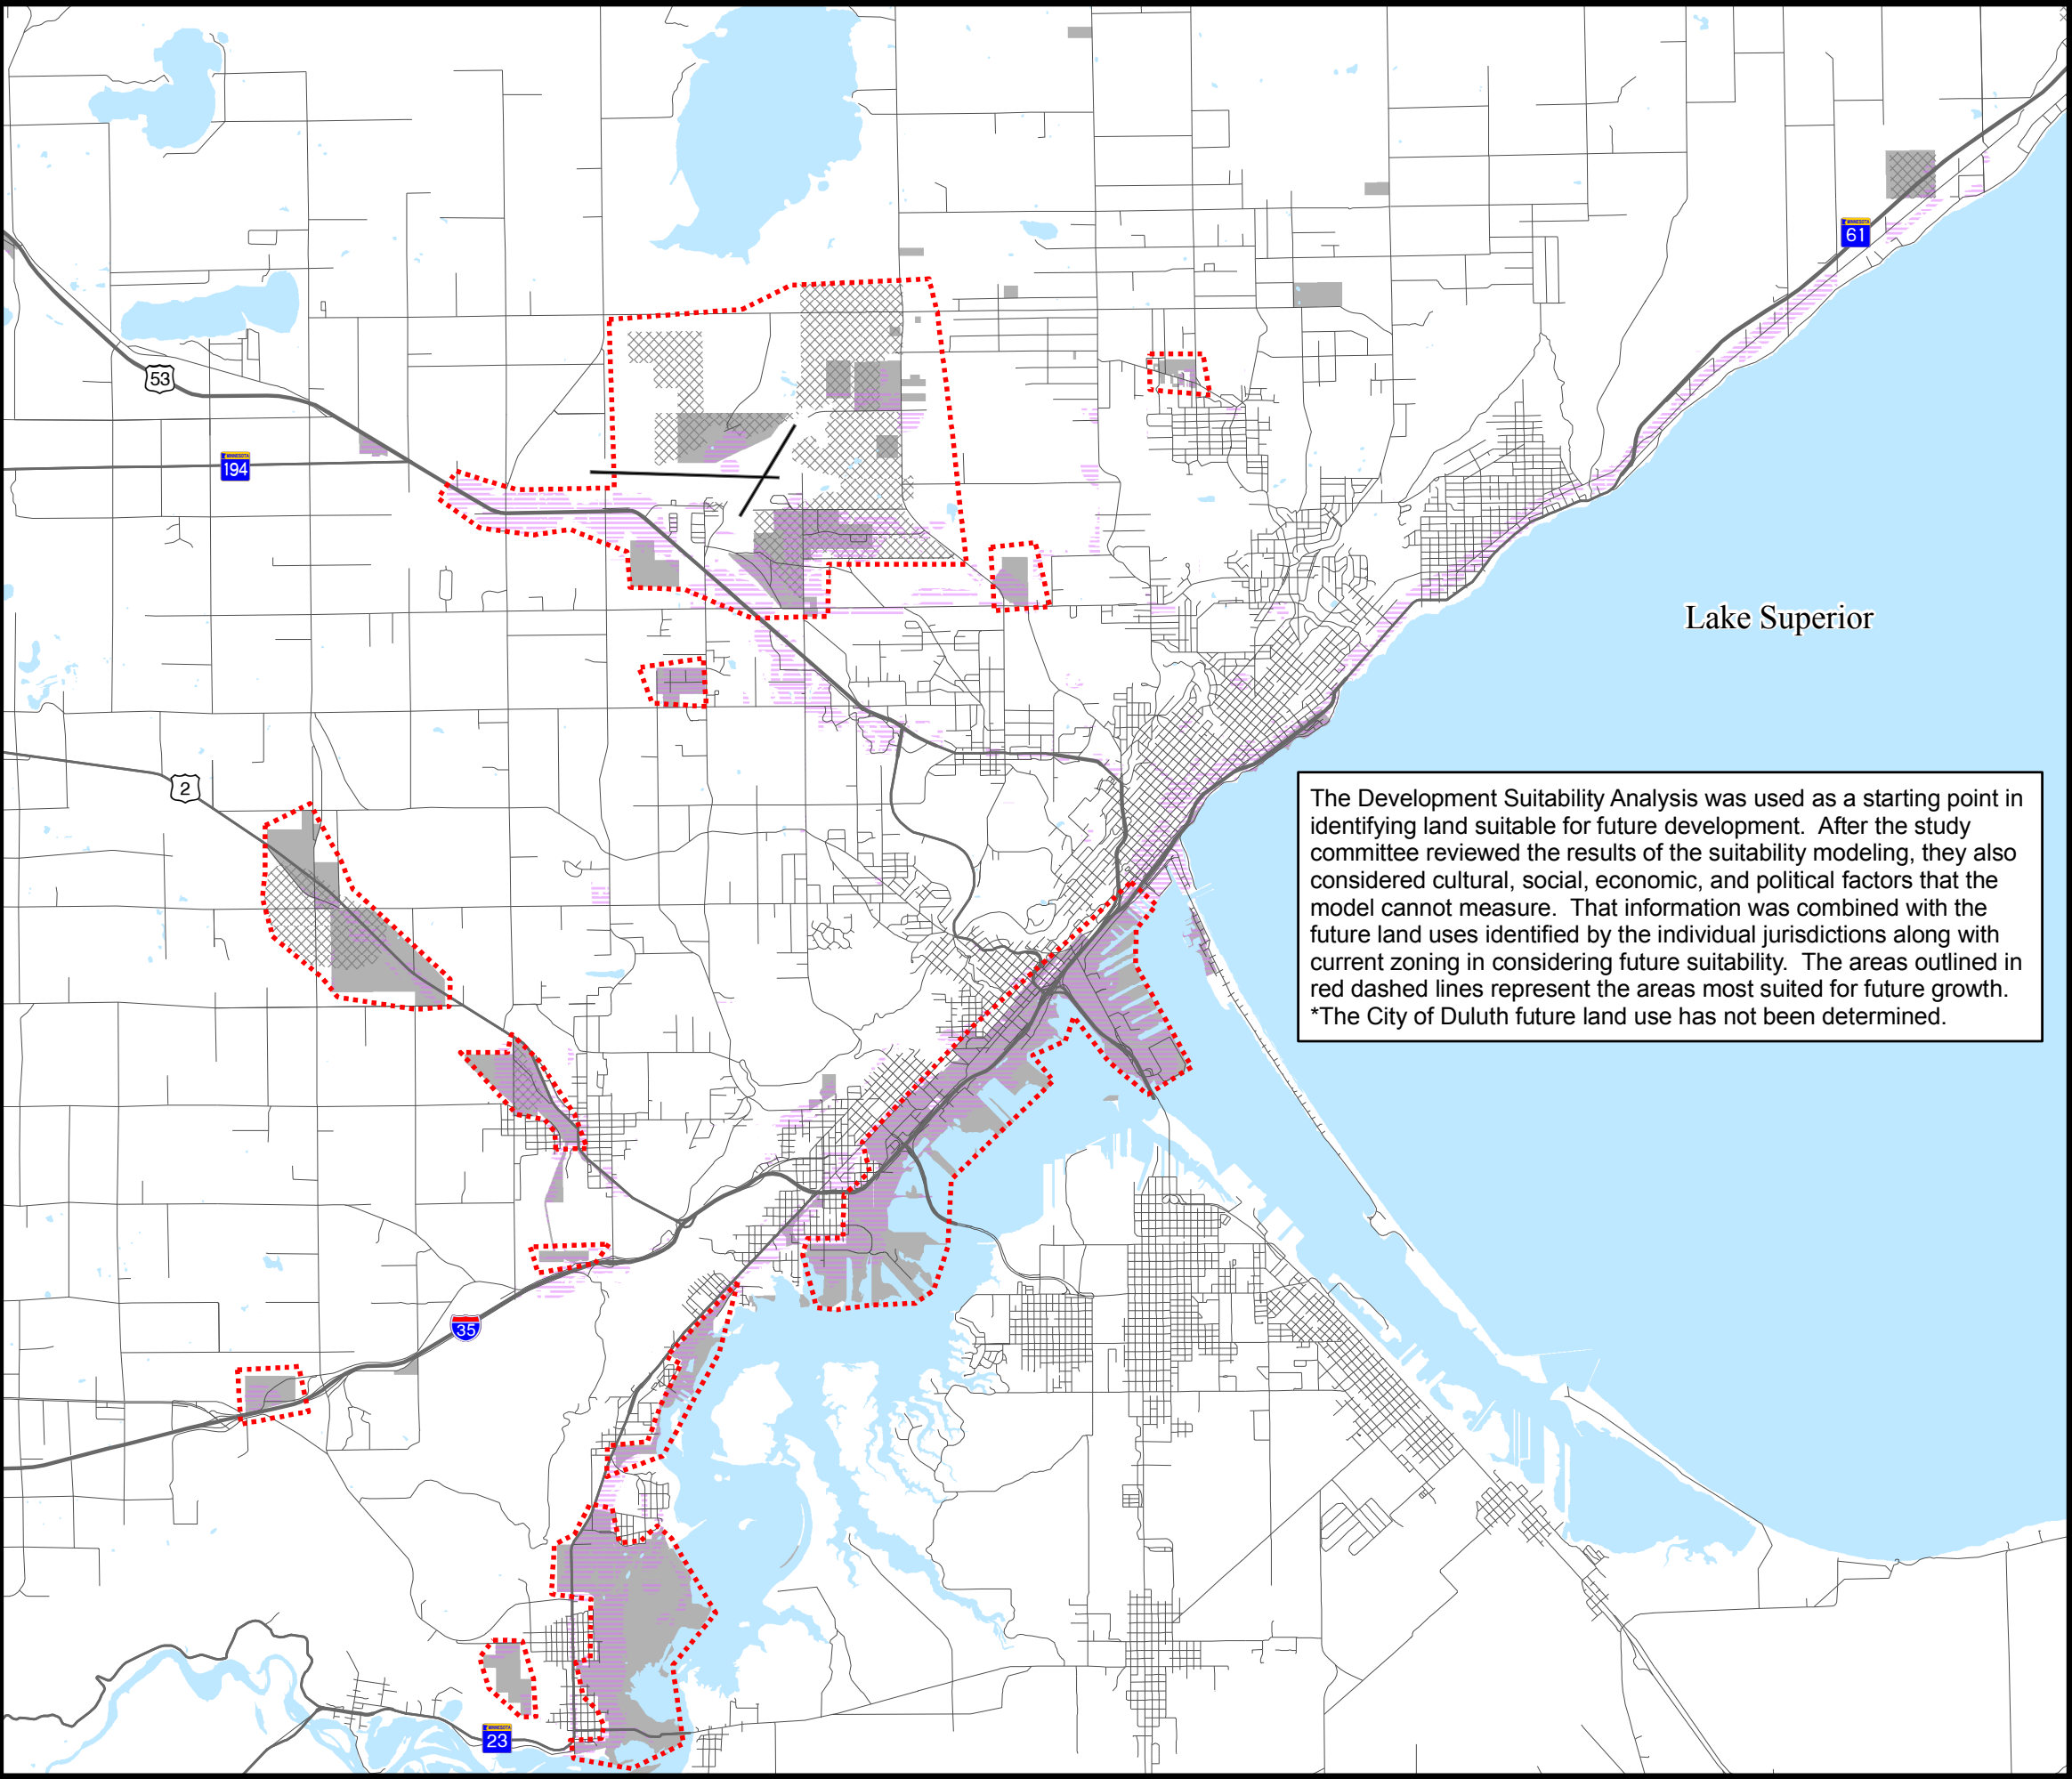 MINNESOTA
61
53
MINNESOTA
194
Lake Superior
2
The Development Suitability Analysis was used as a starting point in
identifying land suitable for future development.  After the study
committee reviewed the results of the suitability modeling, they also
considered cultural, social, economic, and political factors that the
model cannot measure.  That information was combined with the
future land uses identified by the individual jurisdictions along with
current zoning in considering future suitability.  The areas outlined in
red dashed lines represent the areas most suited for future growth.
*The City of Duluth future land use has not been determined.
35
MINNESOTA
23